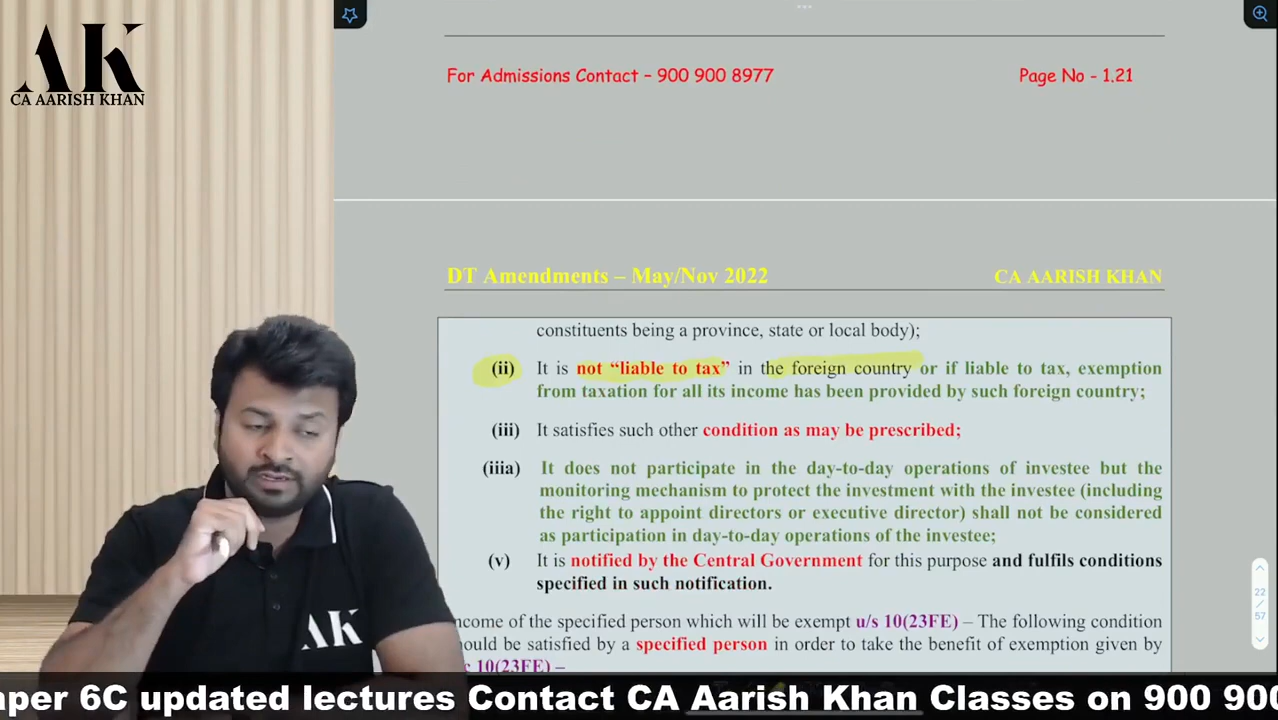 AK
CA AARISH KHAN
For Admissions Contact – 900 900 8977 Page No - 1.21
DT Amendments – May/Nov 2022 CA AARISH KHAN
constituents being a province, state or local body);
(ii) It is not “liable to tax” in the foreign country or if liable to tax, exemption
from taxation for all its income has been provided by such foreign country;
(iii) It satisfies such other condition as may be prescribed;
(iiia) It does not participate in the day-to-day operations of investee but the
monitoring mechanism to protect the investment with the investee (including
the right to appoint directors or executive director) shall not be considered
as participation in day-to-day operations of the investee;
(v) It is notified by the Central Government for this purpose and fulfils conditions
specified in such notification.
ncome of the specified person which will be exempt u/s 10(23FE) – The following condition
ould be satisfied by a specified person in order to take the benefit of exemption given by
10(23FE) –
22
/
57
AK
aper 6C updated lectures Contact CA Aarish Khan Classes on 900 900